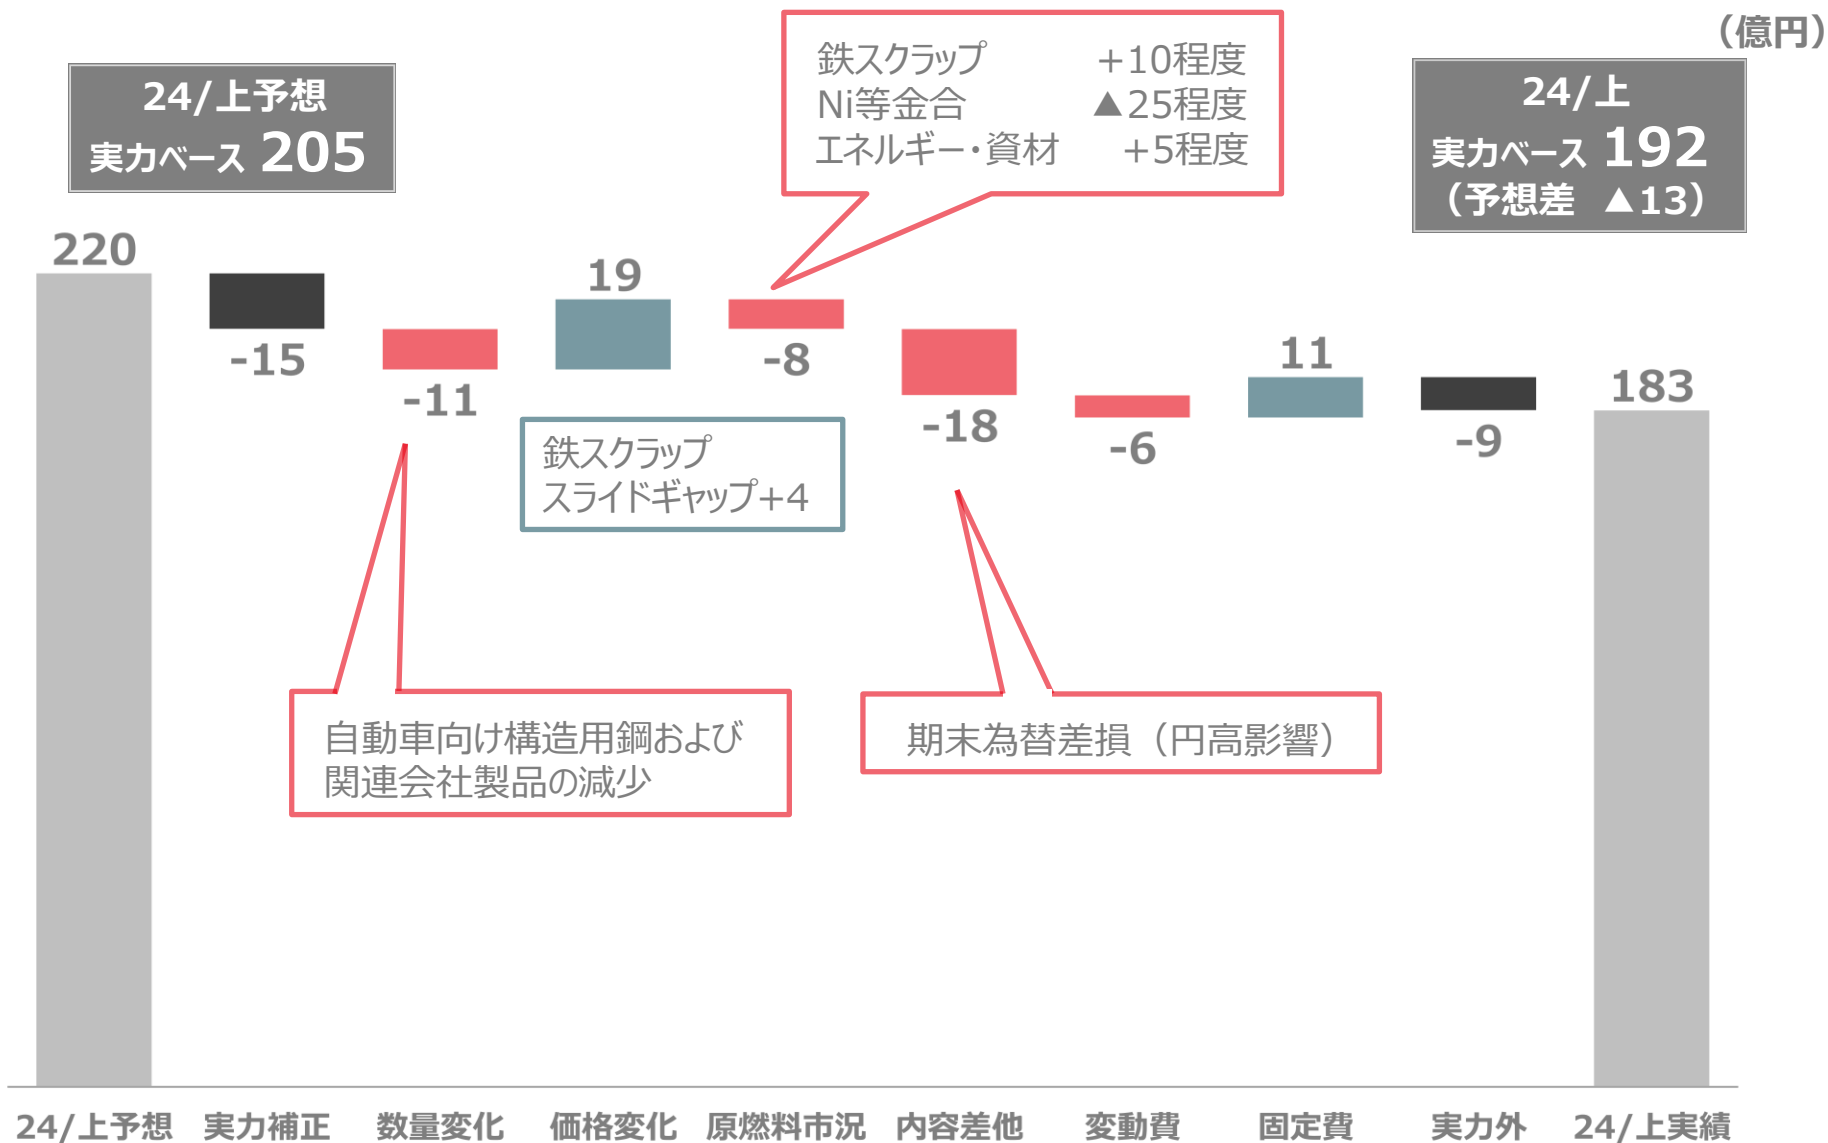 （億円）
24/上予想
実力ベース 205
鉄スクラップ +10程度
Ni等金合 ▲25程度
エネルギー・資材 +5程度
24/上
実力ベース 192
（予想差 ▲13）
220
-15
-11
19
-8
-18
-6
11
-9
183
鉄スクラップ
スライドギャップ+4
自動車向け構造用鋼および
関連会社製品の減少
期末為替差損（円高影響）
24/上予想 実力補正 数量変化 価格変化 原燃料市況 内容差他 変動費 固定費 実力外 24/上実績